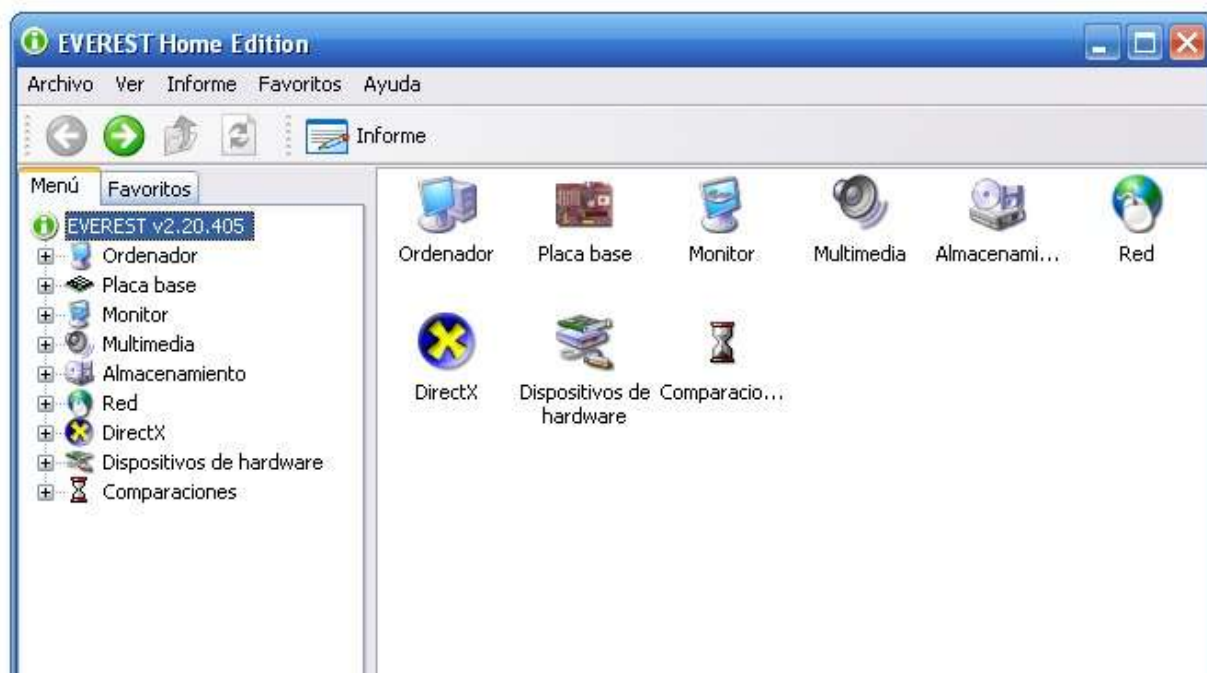 EVEREST Home Edition
Archivo Ver Informe Favoritos Ayuda
Informe
Menú Favoritos
EVEREST v2.20.405
Ordenador
Placa base
Monitor
Multimedia
Almacenamiento
Red
DirectX
Dispositivos de hardware
Comparaciones
Ordenador Placa base Monitor Multimedia Almacenami... Red
DirectX Dispositivos de hardware Comparacio...